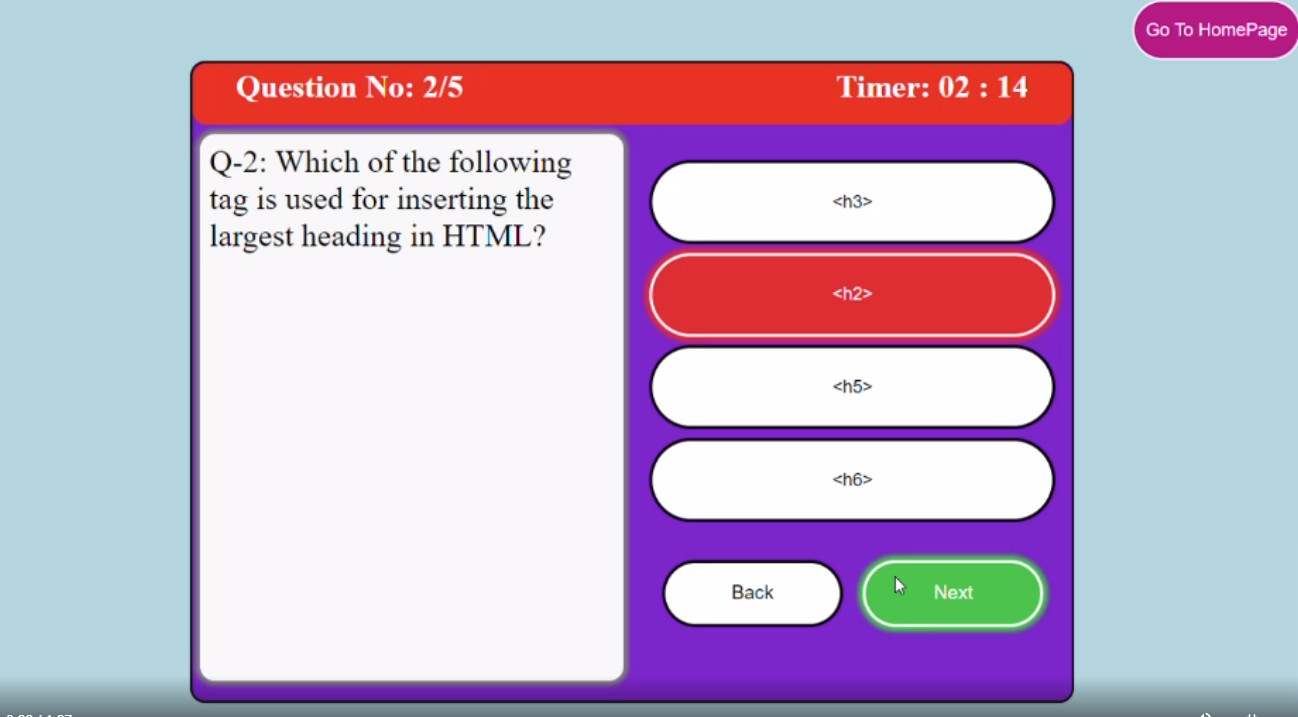 Go To HomePage
Question No: 2/5
Timer: 02 : 14
Q-2: Which of the following
tag is used for inserting the
largest heading in HTML?
<h3>
<h2>
<h5>
<h6>
Back
Next